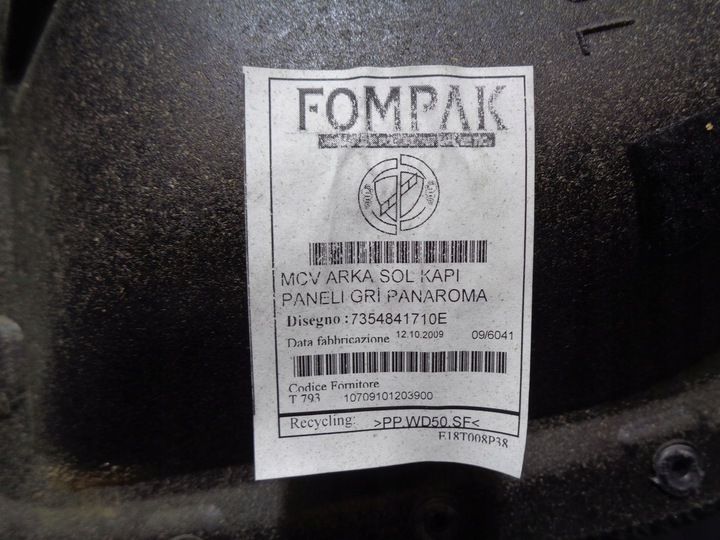 FOMPAK
MCV ARKA SOL KAPI
PANELI GRİ PANAROMA
Disegno : 7354841710E
Data fabbricazione 12.10.2009 09/6041
Codice Fornitore
T 793 10709101203900
Recycling: >PP.WD50.SF<
E18T008P38